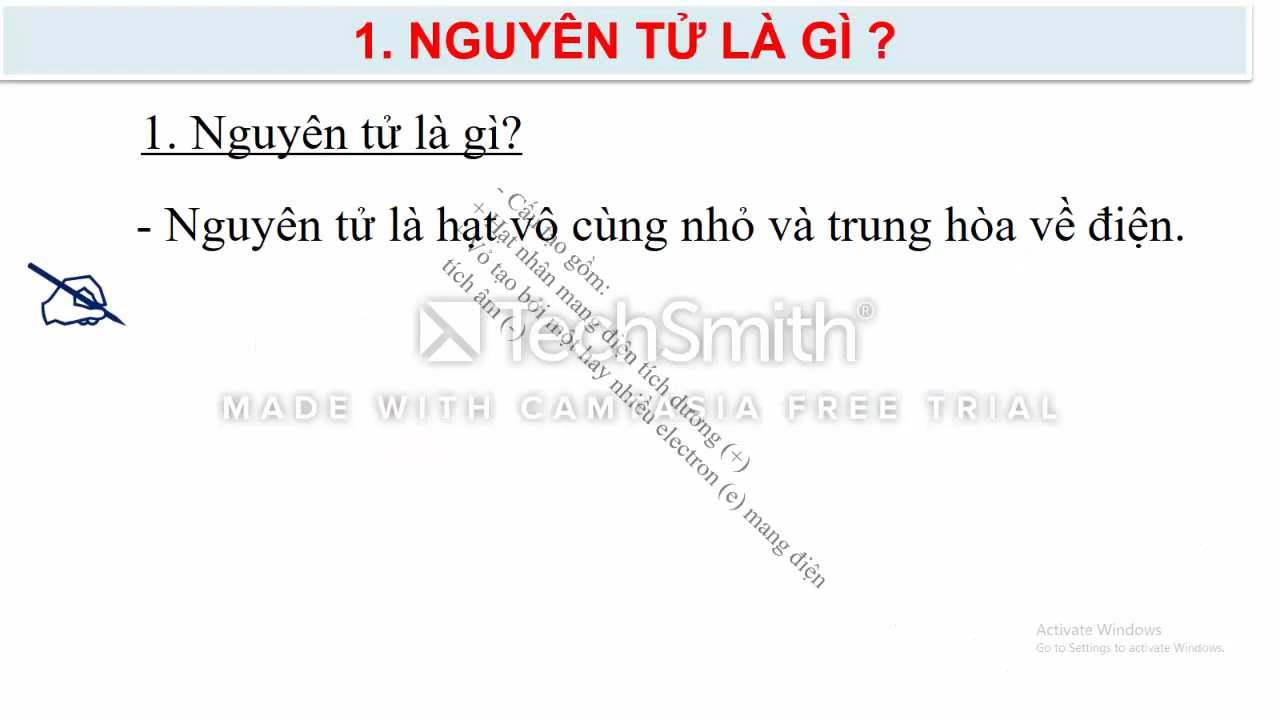 1. NGUYÊN TỬ LÀ GÌ ?
1. Nguyên tử là gì?
- Nguyên tử là hạt vô cùng nhỏ và trung hòa về điện.
- Cấu tạo gồm:
+ Hạt nhân mang điện tích dương (+)
+ Vỏ tạo bởi một hay nhiều electron (e) mang điện
tích âm (-)
TechSmith®
MADE WITH CAMTASIA FREE TRIAL
Activate Windows
Go to Settings to activate Windows.